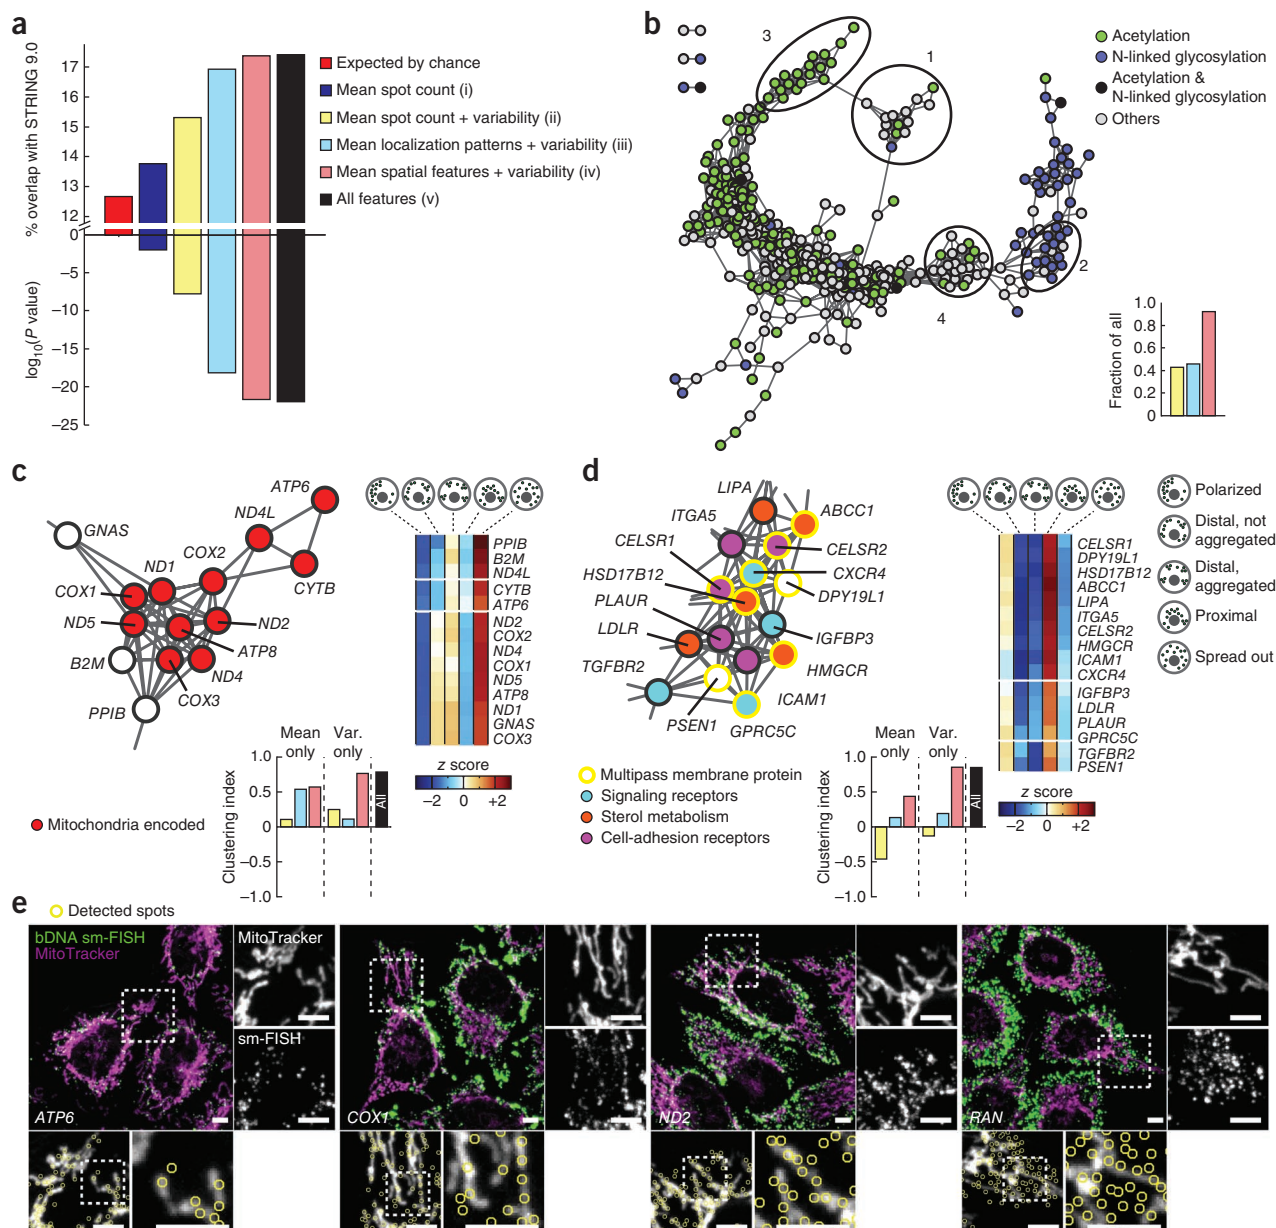 a
% overlap with STRING 9.0
17
16
15
14
13
12
0
−5
−10
−15
−20
−25
log10(P value)
Expected by chance
Mean spot count (i)
Mean spot count + variability (ii)
Mean localization patterns + variability (iii)
Mean spatial features + variability (iv)
All features (v)
b
3
1
2
4
Acetylation
N-linked glycosylation
Acetylation &
N-linked glycosylation
Others
Fraction of all
1.0
0.8
0.6
0.4
0.2
0
c
ATP6
ND4L
GNAS
COX2
ND1
CYTB
COX1
ND5
ND2
ATP8
B2M
ND4
COX3
PPIB
PPIB
B2M
ND4L
CYTB
ATP6
ND2
COX2
ND4
COX1
ND5
ATP8
ND1
GNAS
COX3
z score
−2
0
+2
Mean only
Var. only
Clustering index
1.0
0.5
0
−0.5
−1.0
All
Mitochondria encoded
d
LIPA
ITGA5
ABCC1
CELSR1
CELSR2
HSD17B12
CXCR4
PLAUR
DPY19L1
LDLR
IGFBP3
TGFBR2
HMGCR
ICAM1
PSEN1
GPRC5C
CELSR1
DPY19L1
HSD17B12
ABCC1
LIPA
ITGA5
CELSR2
HMGCR
ICAM1
CXCR4
IGFBP3
LDLR
PLAUR
GPRC5C
TGFBR2
PSEN1
z score
−2
0
+2
Polarized
Distal, not
aggregated
Distal,
aggregated
Proximal
Spread out
Multipass membrane protein
Signaling receptors
Sterol metabolism
Cell-adhesion receptors
Mean only
Var. only
Clustering index
1.0
0.5
0
−0.5
−1.0
All
e
Detected spots
bDNA sm-FISH
MitoTracker
MitoTracker
sm-FISH
ATP6
COX1
ND2
RAN